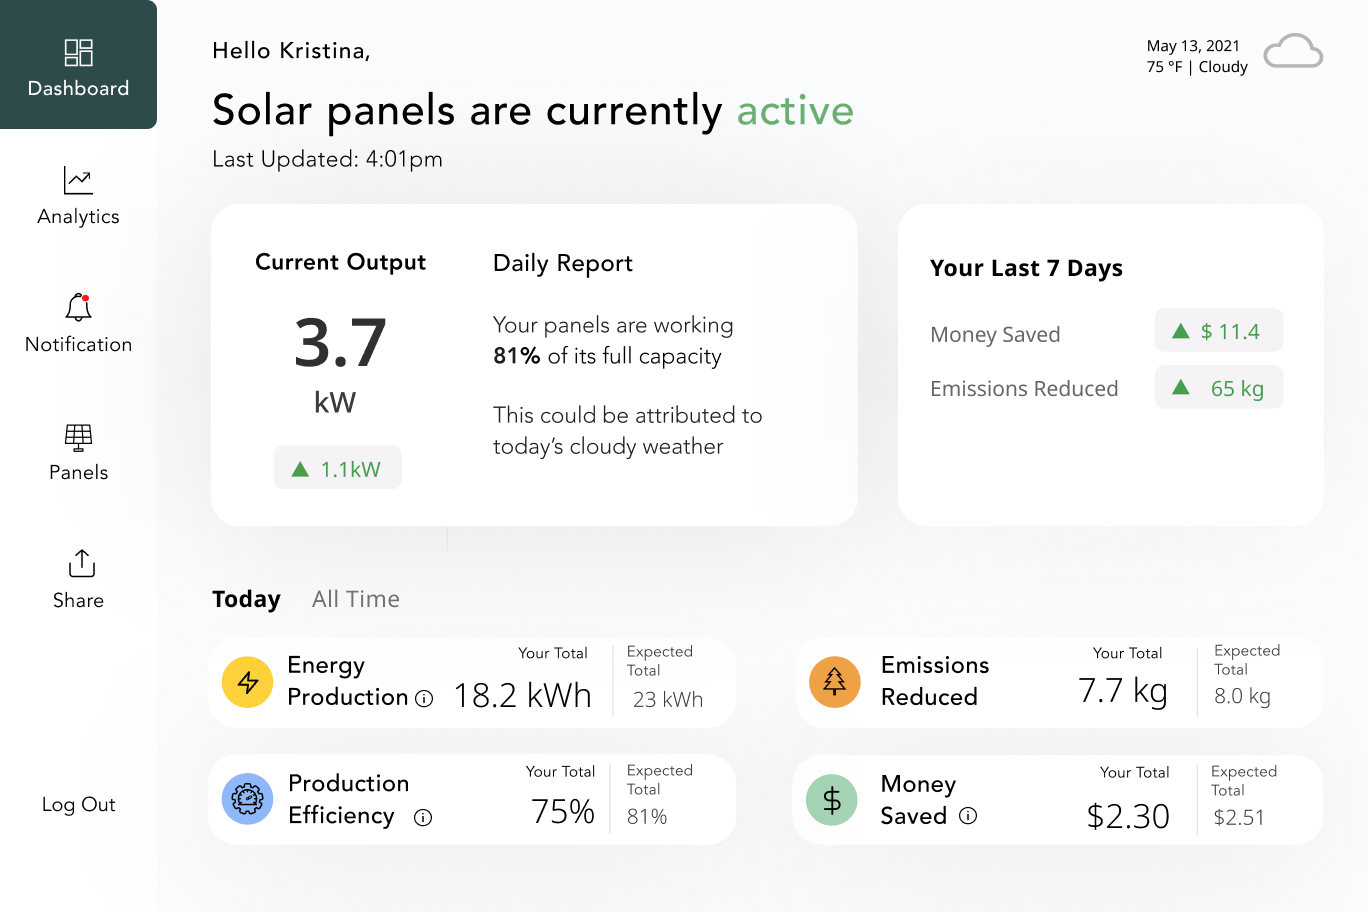 Dashboard
Analytics
Notification
Panels
Share
Log Out
Hello Kristina,
Solar panels are currently active
Last Updated: 4:01pm
May 13, 2021
75 °F | Cloudy
Current Output
3.7
kW
▲ 1.1kW
Daily Report
Your panels are working
81% of its full capacity
This could be attributed to
today’s cloudy weather
Your Last 7 Days
Money Saved ▲ $ 11.4
Emissions Reduced ▲ 65 kg
Today All Time
Energy
Production
Your Total
18.2 kWh
Expected
Total
23 kWh
Emissions
Reduced
Your Total
7.7 kg
Expected
Total
8.0 kg
Production
Efficiency
Your Total
75%
Expected
Total
81%
Money
Saved
Your Total
$2.30
Expected
Total
$2.51